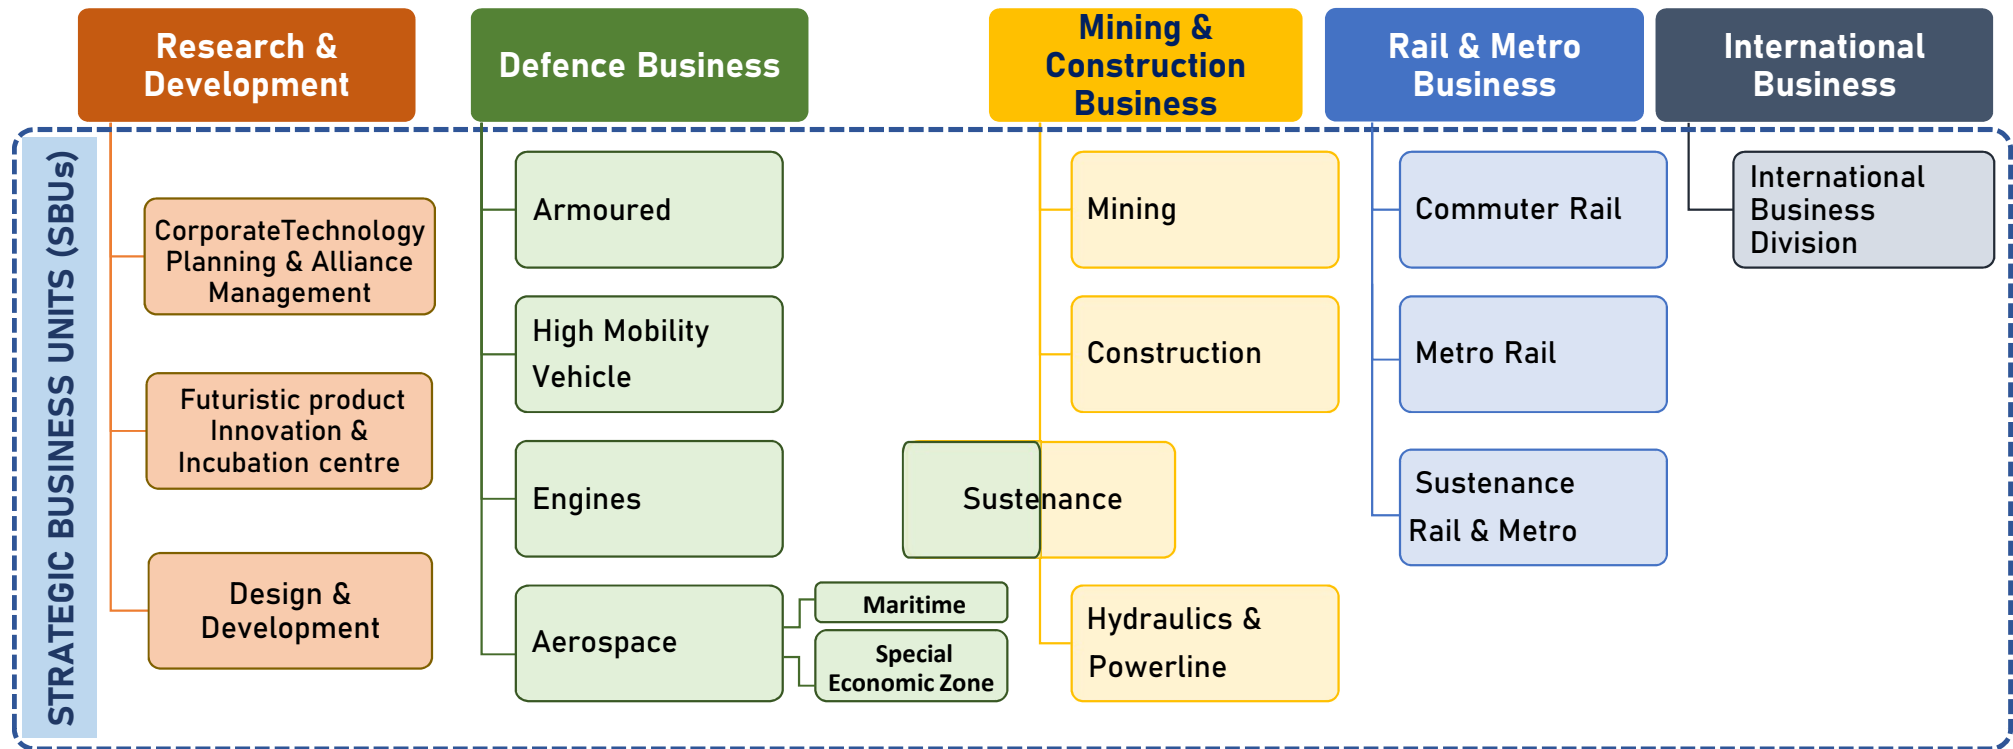 Research &
Development
Defence Business
Mining &
Construction
Business
Rail & Metro
Business
International
Business
STRATEGIC BUSINESS UNITS (SBUs)
CorporateTechnology
Planning & Alliance
Management
Futuristic product
Innovation &
Incubation centre
Design &
Development
Armoured
High Mobility
Vehicle
Engines
Aerospace
Maritime
Special
Economic Zone
Mining
Construction
Sustenance
Hydraulics &
Powerline
Commuter Rail
Metro Rail
Sustenance
Rail & Metro
International
Business
Division